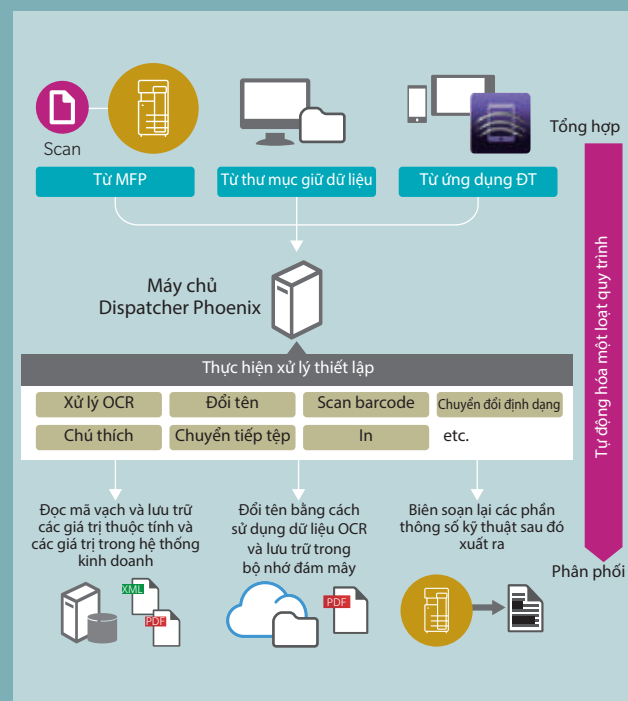 Scan
Tổng hợp
Từ MFP
Từ thư mục giữ dữ liệu
Từ ứng dụng ĐT
Máy chủ
Dispatcher Phoenix
Tự động hóa một loạt quy trình
Thực hiện xử lý thiết lập
Xử lý OCR
Đổi tên
Scan barcode
Chuyển đổi định dạng
Chú thích
Chuyển tiếp tệp
In
etc.
Đọc mã vạch và lưu trữ
các giá trị thuộc tính và
các giá trị trong hệ thống
kinh doanh
Đổi tên bằng cách
sử dụng dữ liệu OCR
và lưu trữ trong
bộ nhớ đám mây
Biên soạn lại các phần
thông số kỹ thuật sau đó
xuất ra
Phân phối
XML
PDF
PDF